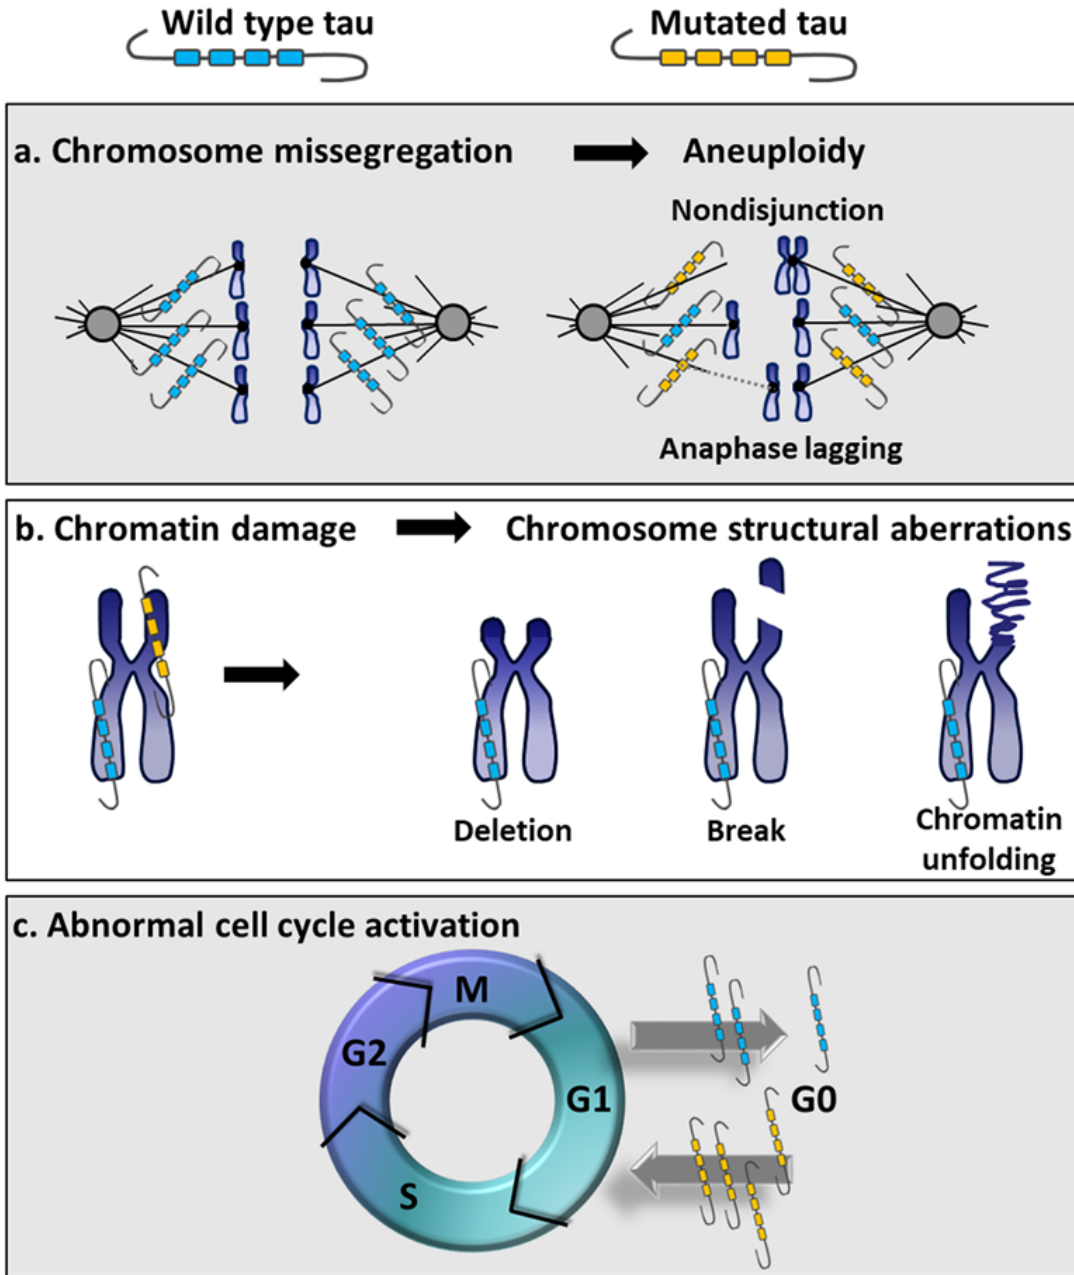 Wild type tau
Mutated tau
a. Chromosome missegregation
Aneuploidy
Nondisjunction
Anaphase lagging
b. Chromatin damage
Chromosome structural aberrations
Deletion
Break
Chromatin
unfolding
c. Abnormal cell cycle activation
M
G2
G1
G0
S